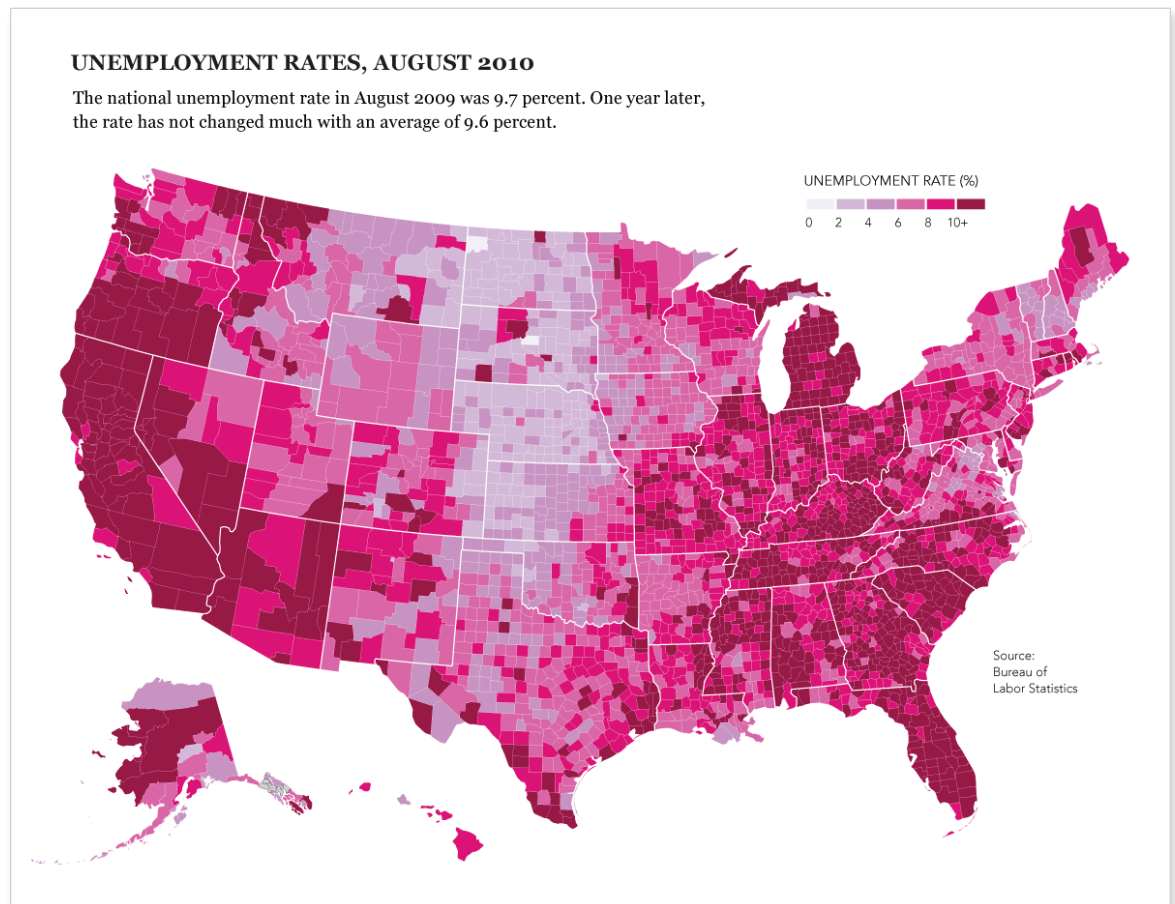 UNEMPLOYMENT RATES, AUGUST 2010
The national unemployment rate in August 2009 was 9.7 percent. One year later,
the rate has not changed much with an average of 9.6 percent.
UNEMPLOYMENT RATE (%)
0 2 4 6 8 10+
Source:
Bureau of
Labor Statistics